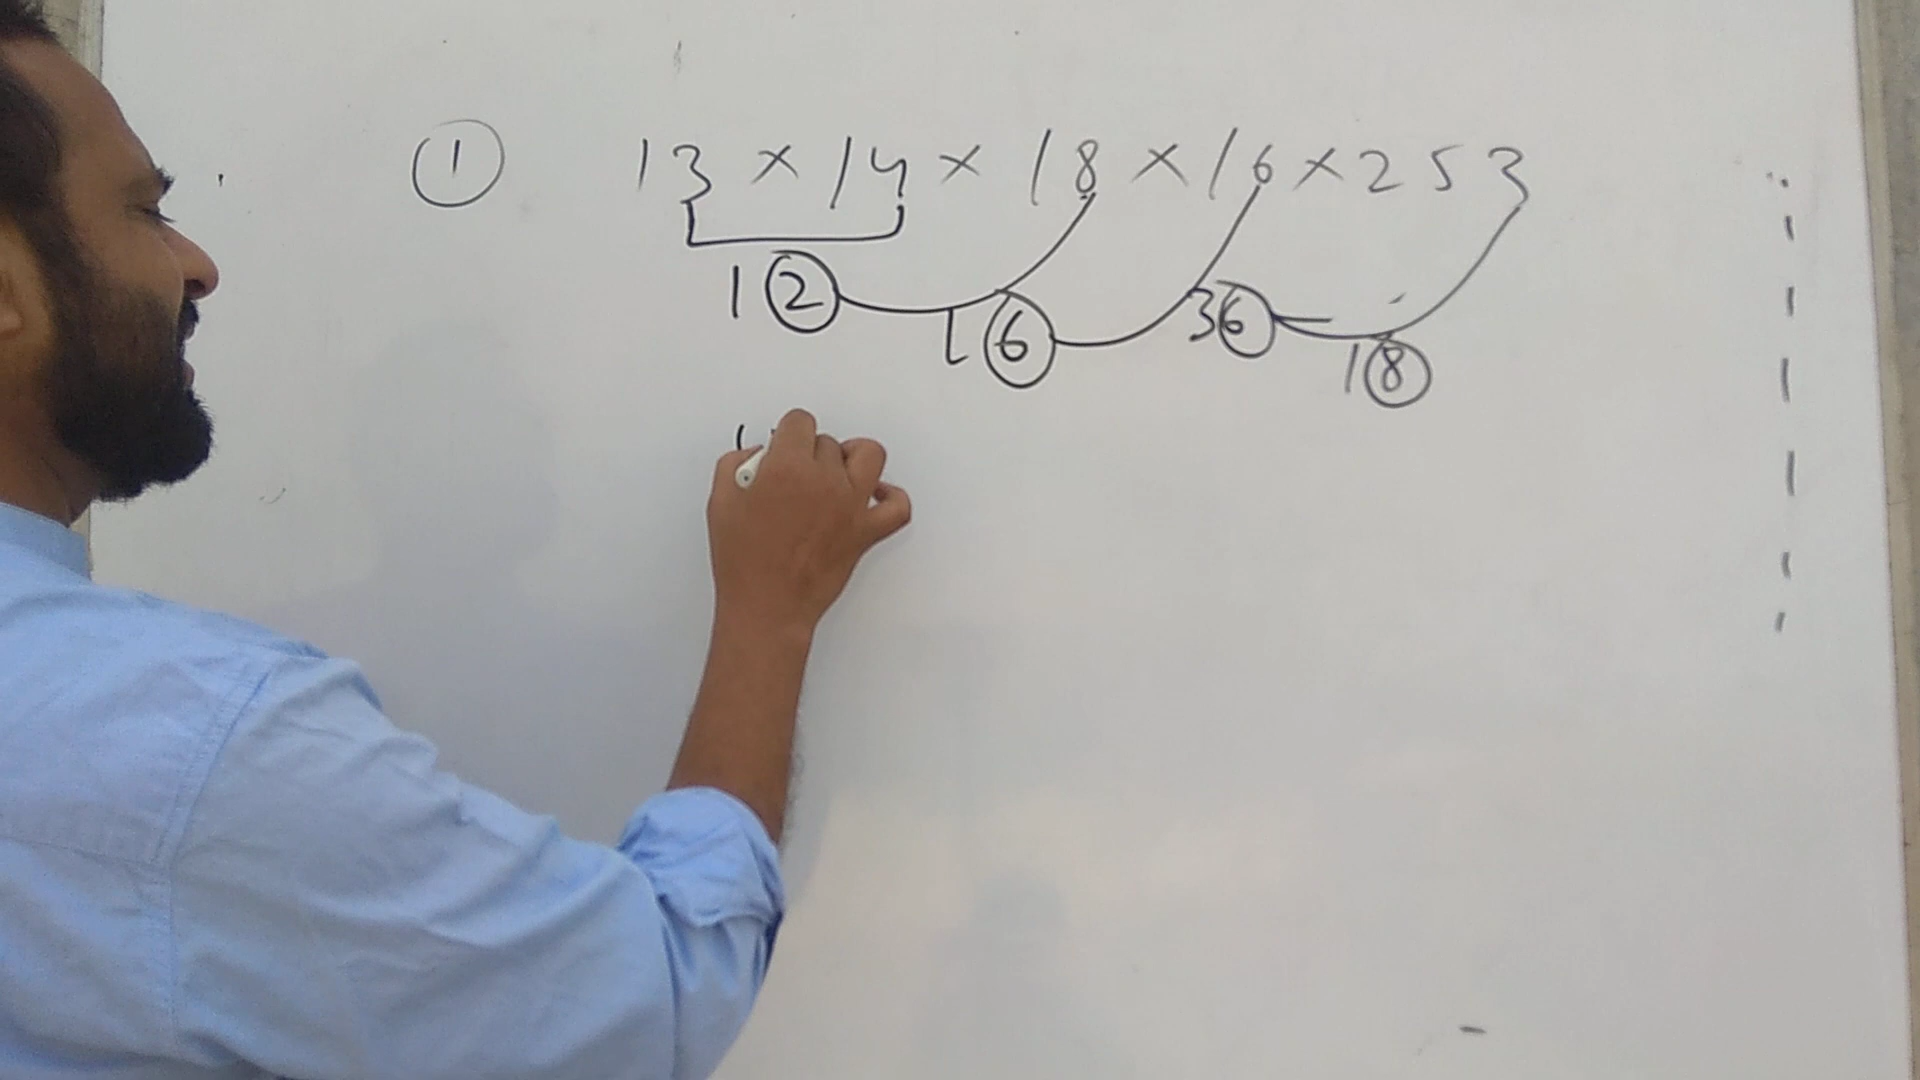 ① 13 × 14 × 18 × 16 × 253
1② 1⑥ 3⑥ 1⑧